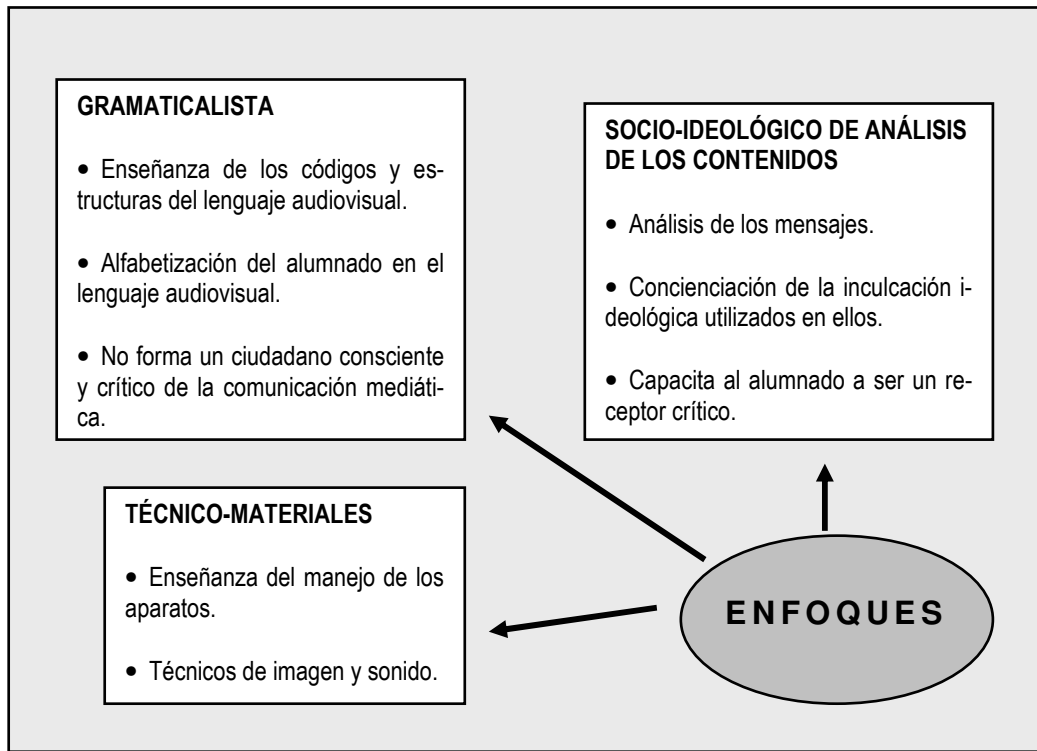 GRAMATICALISTA
• Enseñanza de los códigos y es-
tructuras del lenguaje audiovisual.
• Alfabetización del alumnado en el
lenguaje audiovisual.
• No forma un ciudadano consciente
y crítico de la comunicación mediáti-
ca.
SOCIO-IDEOLÓGICO DE ANÁLISIS
DE LOS CONTENIDOS
• Análisis de los mensajes.
• Concienciación de la inculcación i-
deológica utilizados en ellos.
• Capacita al alumnado a ser un re-
ceptor crítico.
TÉCNICO-MATERIALES
• Enseñanza del manejo de los
aparatos.
• Técnicos de imagen y sonido.
ENFOQUES